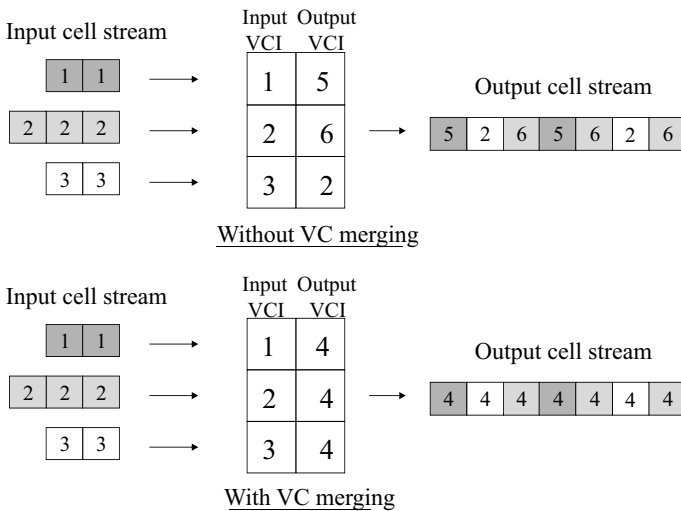 Input cell stream
Input Output
VCI VCI
Output cell stream
1 1
2 2 2
3 3
1 5
2 6
3 2
5 2 6 5 6 2 6
Without VC merging
Input cell stream
Input Output
VCI VCI
Output cell stream
1 1
2 2 2
3 3
1 4
2 4
3 4
4 4 4 4 4 4 4
With VC merging